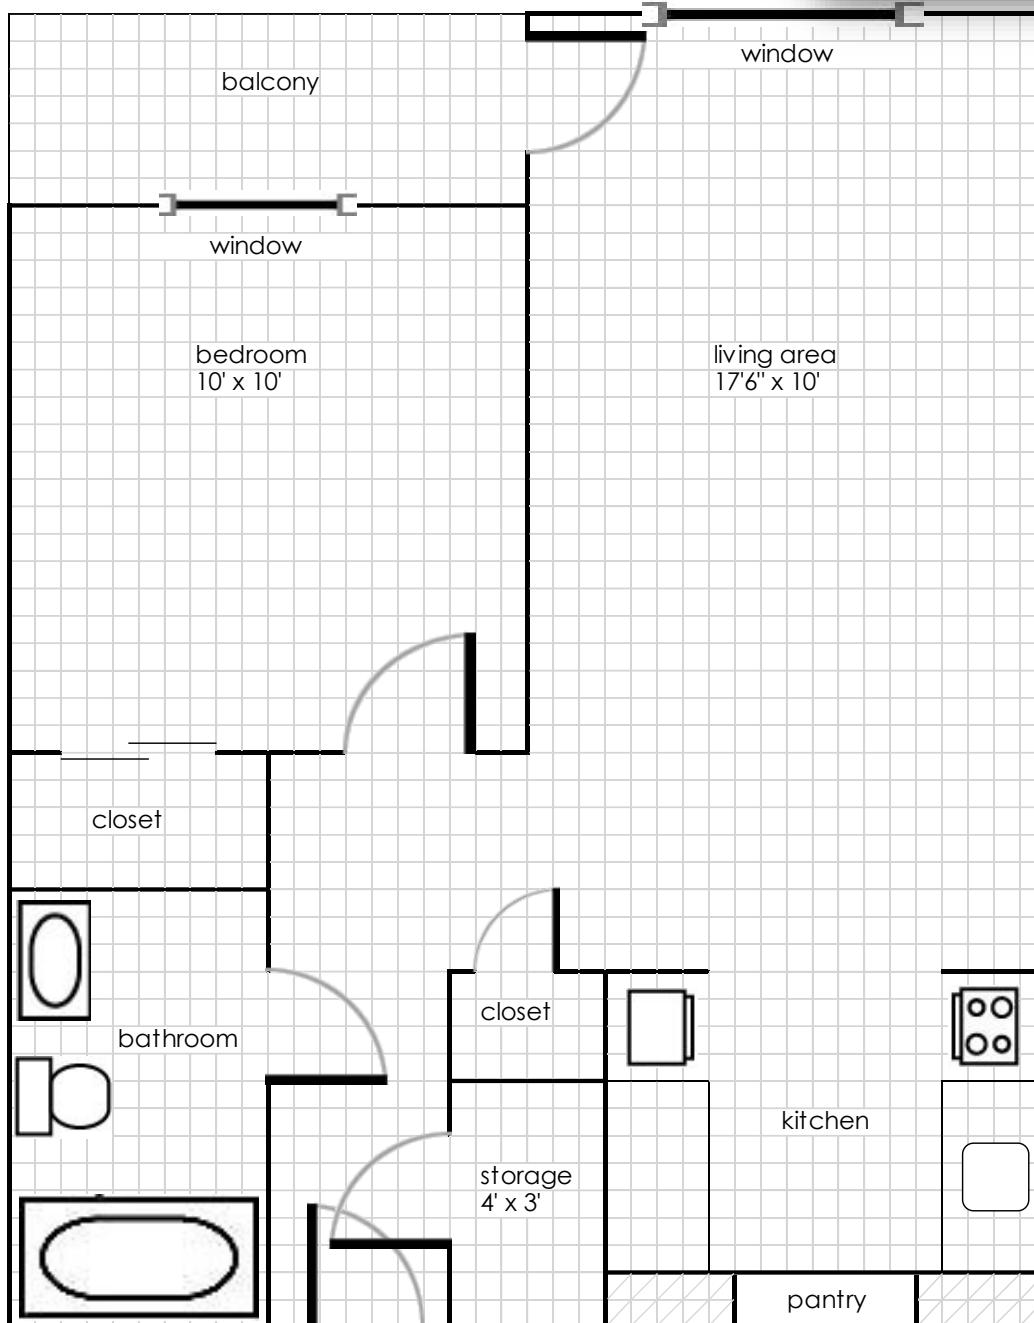 window
balcony
window
bedroom
10' x 10'
living area
17'6" x 10'
closet
closet
bathroom
kitchen
storage
4' x 3'
pantry